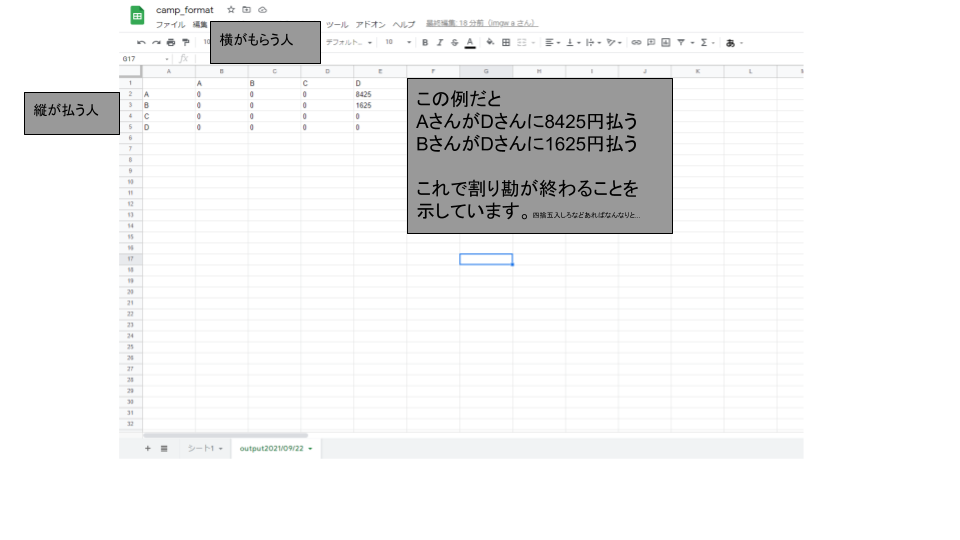 camp_format
ファイル 編集 ツール アドオン ヘルプ 最終編集: 18 分前 (imgw a さん)
横がもらう人
デフォルト... 10 B I S A あ
G17 fx
A B C D E F G H I J K L
1 A B C D
2 A 0 0 0 8425
縦が払う人
3 B 0 0 0 1625
4 C 0 0 0 0
5 D 0 0 0 0
6
7
8
9
10
11
12
13
14
15
16
17
18
19
20
21
22
23
24
25
26
27
28
29
30
31
32
この例だと
AさんがDさんに8425円払う
BさんがDさんに1625円払う
これで割り勘が終わることを
示しています。四捨五入しろなどあればなんなりと...
シート1 output2021/09/22